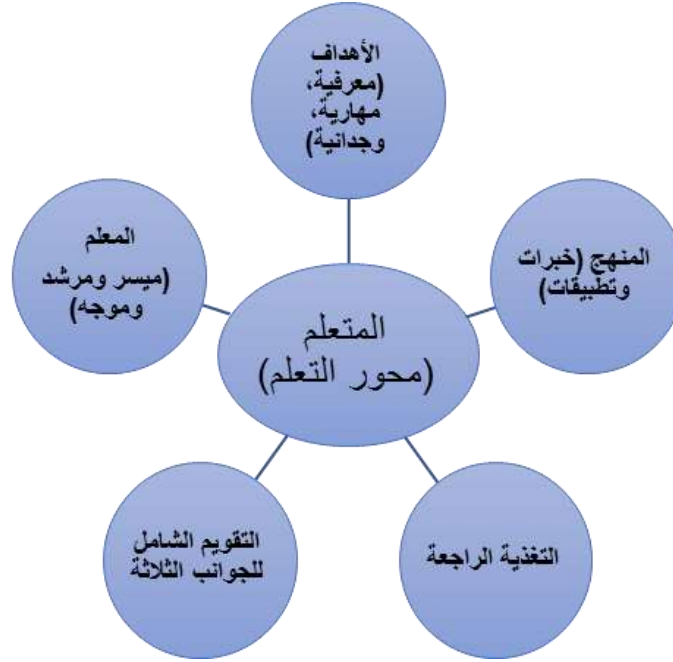 الأهداف
(معرفية،
مهارية،
وجدانية)
المنهج (خبرات
وتطبيقات)
المعلم
(ميسر ومرشد
وموجه)
المتعلم
(محور التعلم)
التغذية الراجعة
التقويم الشامل
للجوانب الثلاثة